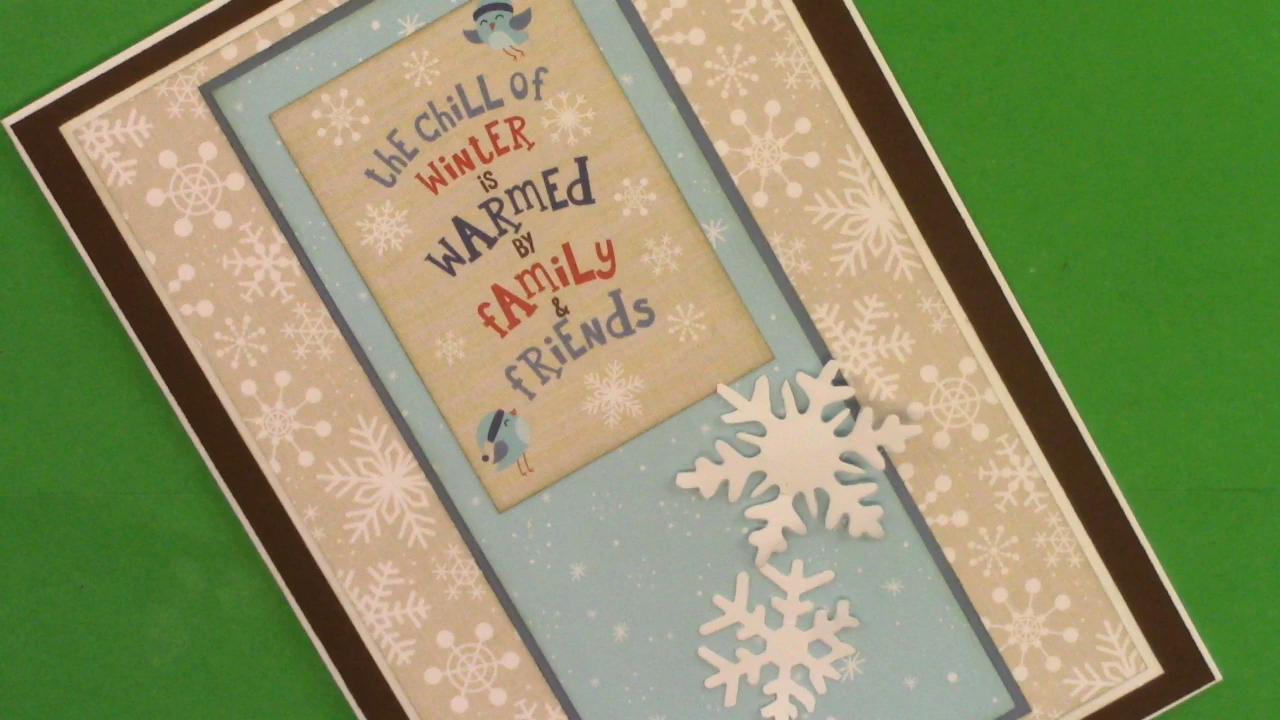 thE ChiLL Of
WiNtER
iS
WARmEd
BY
fAmiLy
&
fRiENds